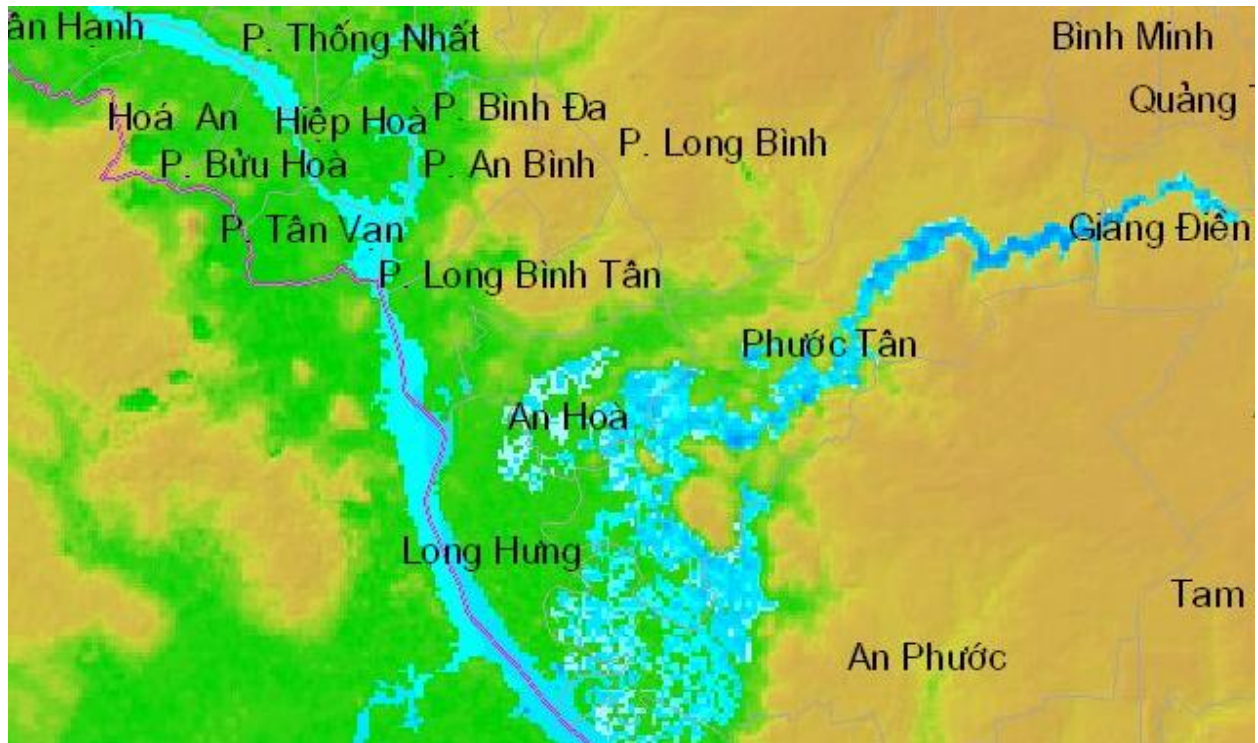 ân Hạnh
P. Thống Nhất
Bình Minh
Quảng T
Hoá An
Hiệp Hoà
P. Bình Đa
P. Long Bình
P. Bửu Hoà
P. An Bình
P. Tân Vạn
Giang Điền
P. Long Bình Tân
Phước Tân
An Hoà
Long Hưng
Tam
An Phước